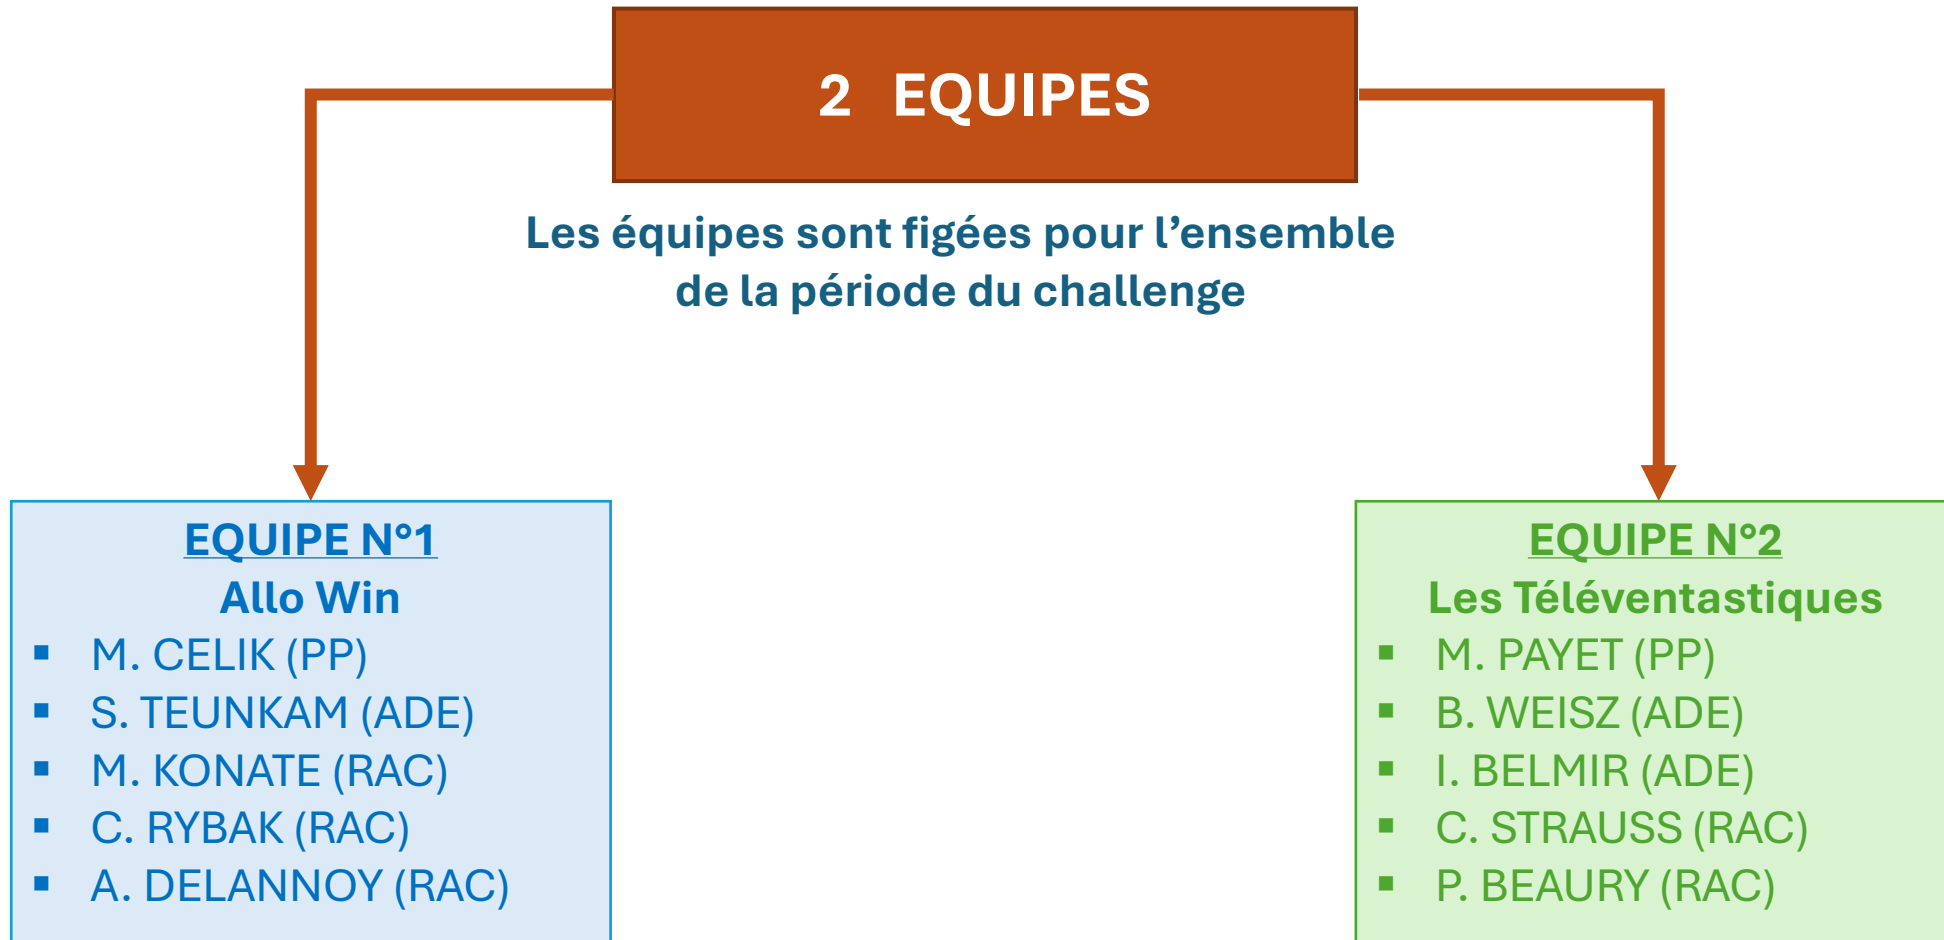 2 EQUIPES
Les équipes sont figées pour l’ensemble
de la période du challenge
EQUIPE N°1
Allo Win
▪ M. CELIK (PP)
▪ S. TEUNKAM (ADE)
▪ M. KONATE (RAC)
▪ C. RYBAK (RAC)
▪ A. DELANNOY (RAC)
EQUIPE N°2
Les Téléventastiques
▪ M. PAYET (PP)
▪ B. WEISZ (ADE)
▪ I. BELMIR (ADE)
▪ C. STRAUSS (RAC)
▪ P. BEAURY (RAC)